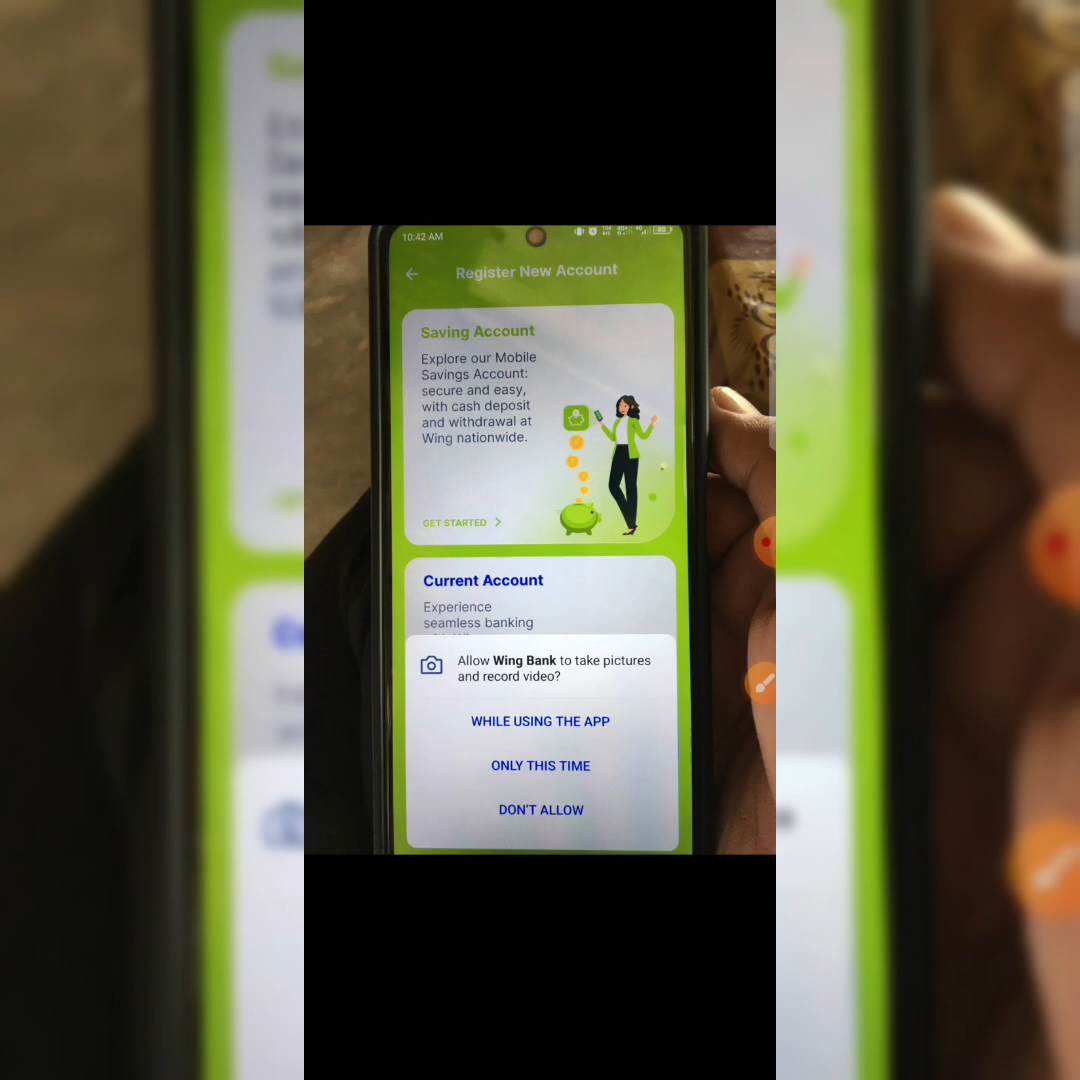 10:42 AM
Register New Account
Saving Account
Explore our Mobile
Savings Account:
secure and easy,
with cash deposit
and withdrawal at
Wing nationwide.
GET STARTED
Current Account
Experience
seamless banking
Allow Wing Bank to take pictures
and record video?
WHILE USING THE APP
ONLY THIS TIME
DON'T ALLOW